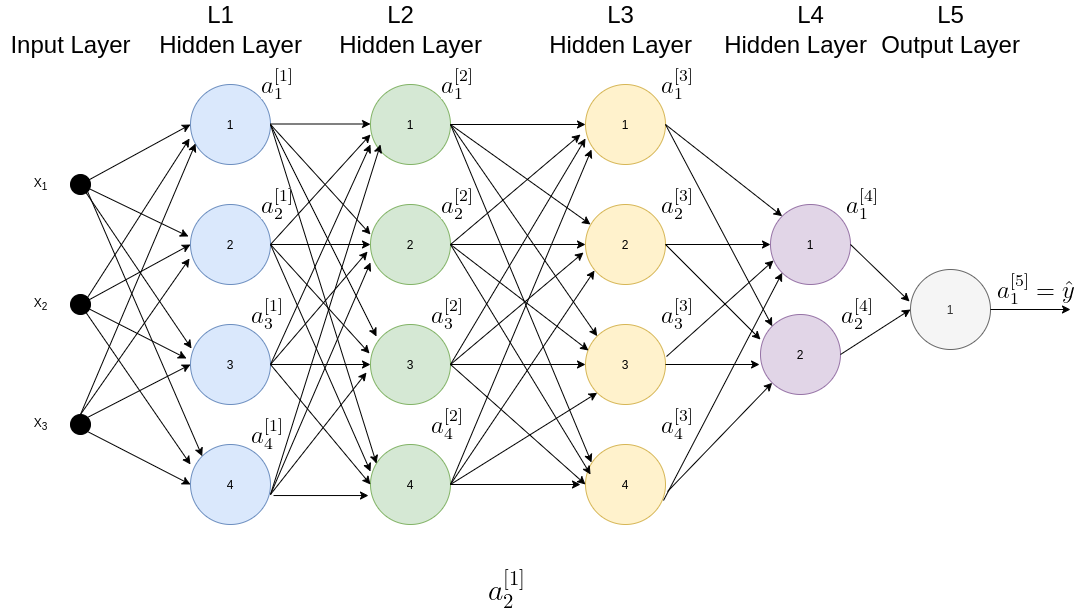 L1 L2 L3 L4 L5
Input Layer Hidden Layer Hidden Layer Hidden Layer Hidden Layer Output Layer
a_1^{[1]} a_1^{[2]} a_1^{[3]}
1 1 1
x_1
a_2^{[1]} a_2^{[2]} a_2^{[3]} a_1^{[4]}
2 2 2 1
x_2 a_3^{[1]} a_3^{[2]} a_3^{[3]} a_2^{[4]} 1 a_1^{[5]} = \hat{y}
3 3 3 2
x_3 a_4^{[1]} a_4^{[2]} a_4^{[3]}
4 4 4
a_2^{[1]}